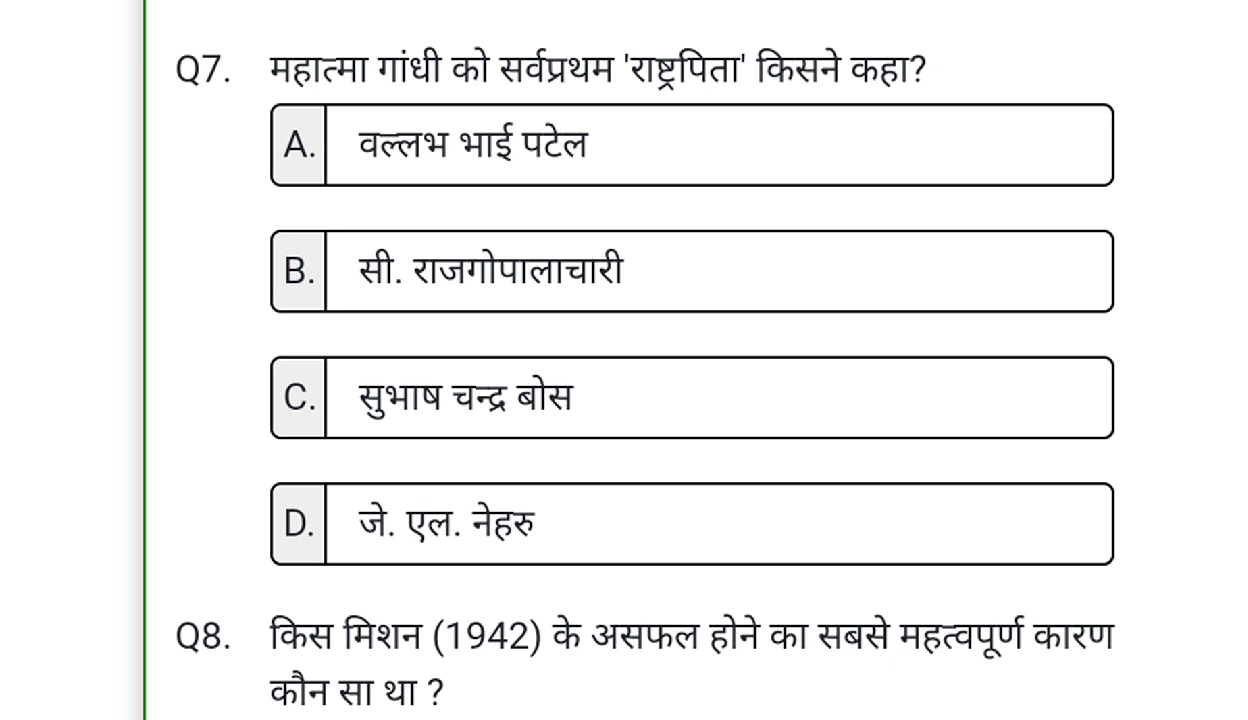 Q7. महात्मा गांधी को सर्वप्रथम 'राष्ट्रपिता' किसने कहा?
A. वल्लभ भाई पटेल
B. सी. राजगोपालाचारी
C. सुभाष चन्द्र बोस
D. जे. एल. नेहरु
Q8. किस मिशन (1942) के असफल होने का सबसे महत्वपूर्ण कारण
कौन सा था ?